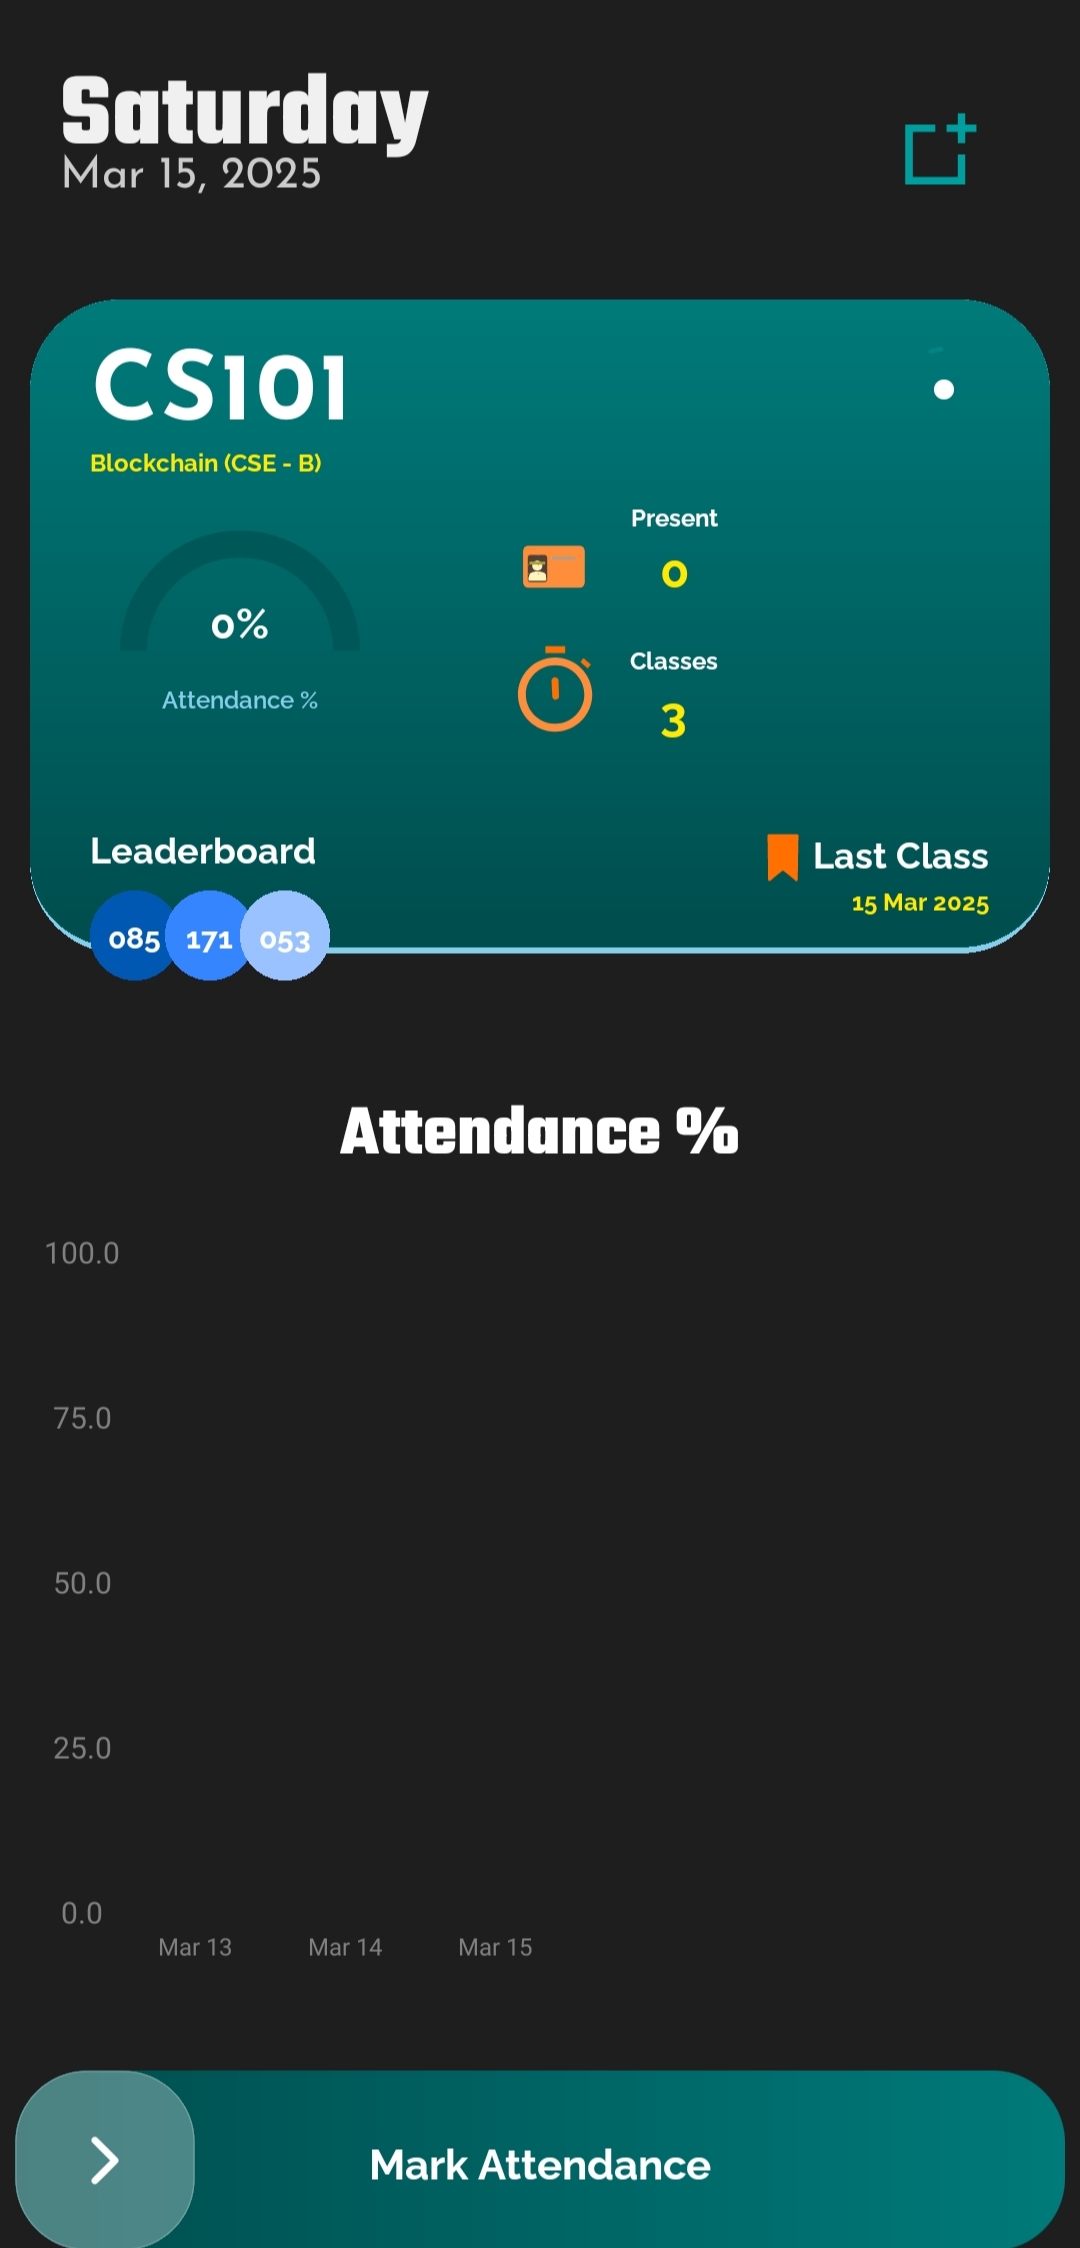 Saturday
Mar 15, 2025
CS101
Blockchain (CSE - B)
0%
Attendance %
Present
0
Classes
3
Leaderboard
085 171 053
Last Class
15 Mar 2025
Attendance %
100.0
75.0
50.0
25.0
0.0
Mar 13 Mar 14 Mar 15
Mark Attendance